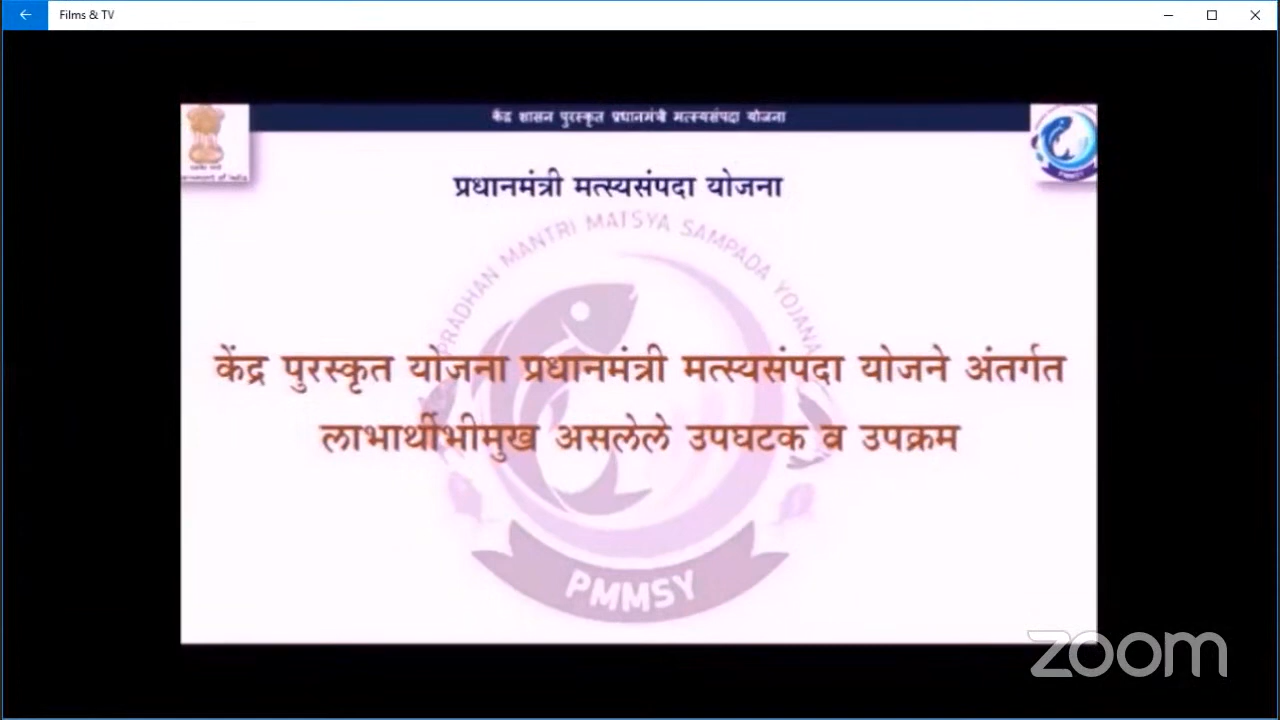 Films & TV
केंद्र शासन पुरस्कृत प्रधानमंत्री मत्स्यसंपदा योजना
प्रधानमंत्री मत्स्यसंपदा योजना
PRADHAN MANTRI MATSYA SAMPADA YOJANA
केंद्र पुरस्कृत योजना प्रधानमंत्री मत्स्यसंपदा योजने अंतर्गत
लाभार्थीभीमुख असलेले उपघटक व उपक्रम
PMMSY
PMMSY
zoom